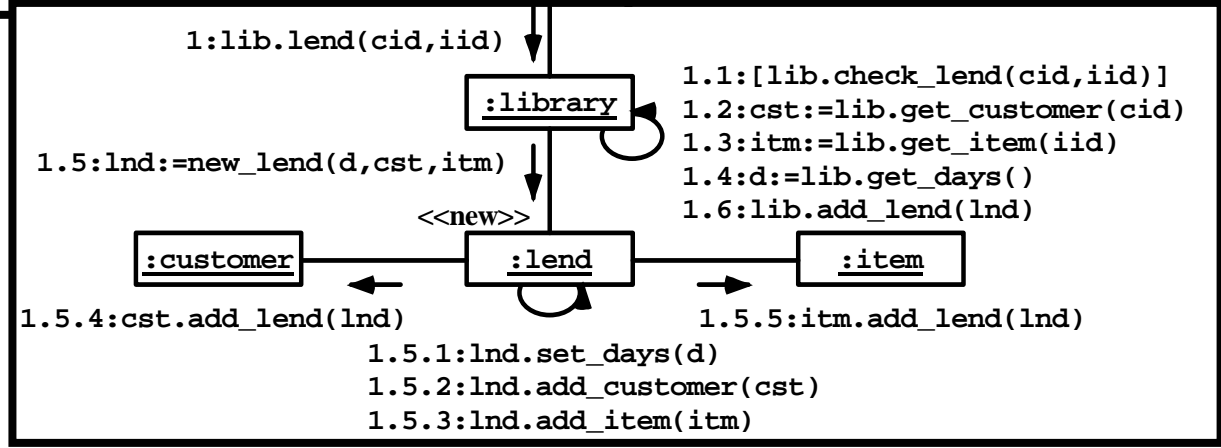 1:lib.lend(cid,iid)
:library
1.1:[lib.check_lend(cid,iid)]
1.2:cst:=lib.get_customer(cid)
1.3:itm:=lib.get_item(iid)
1.4:d:=lib.get_days()
1.6:lib.add_lend(lnd)
1.5:lnd:=new_lend(d,cst,itm)
<<new>>
:customer
:lend
:item
1.5.4:cst.add_lend(lnd)
1.5.5:itm.add_lend(lnd)
1.5.1:lnd.set_days(d)
1.5.2:lnd.add_customer(cst)
1.5.3:lnd.add_item(itm)